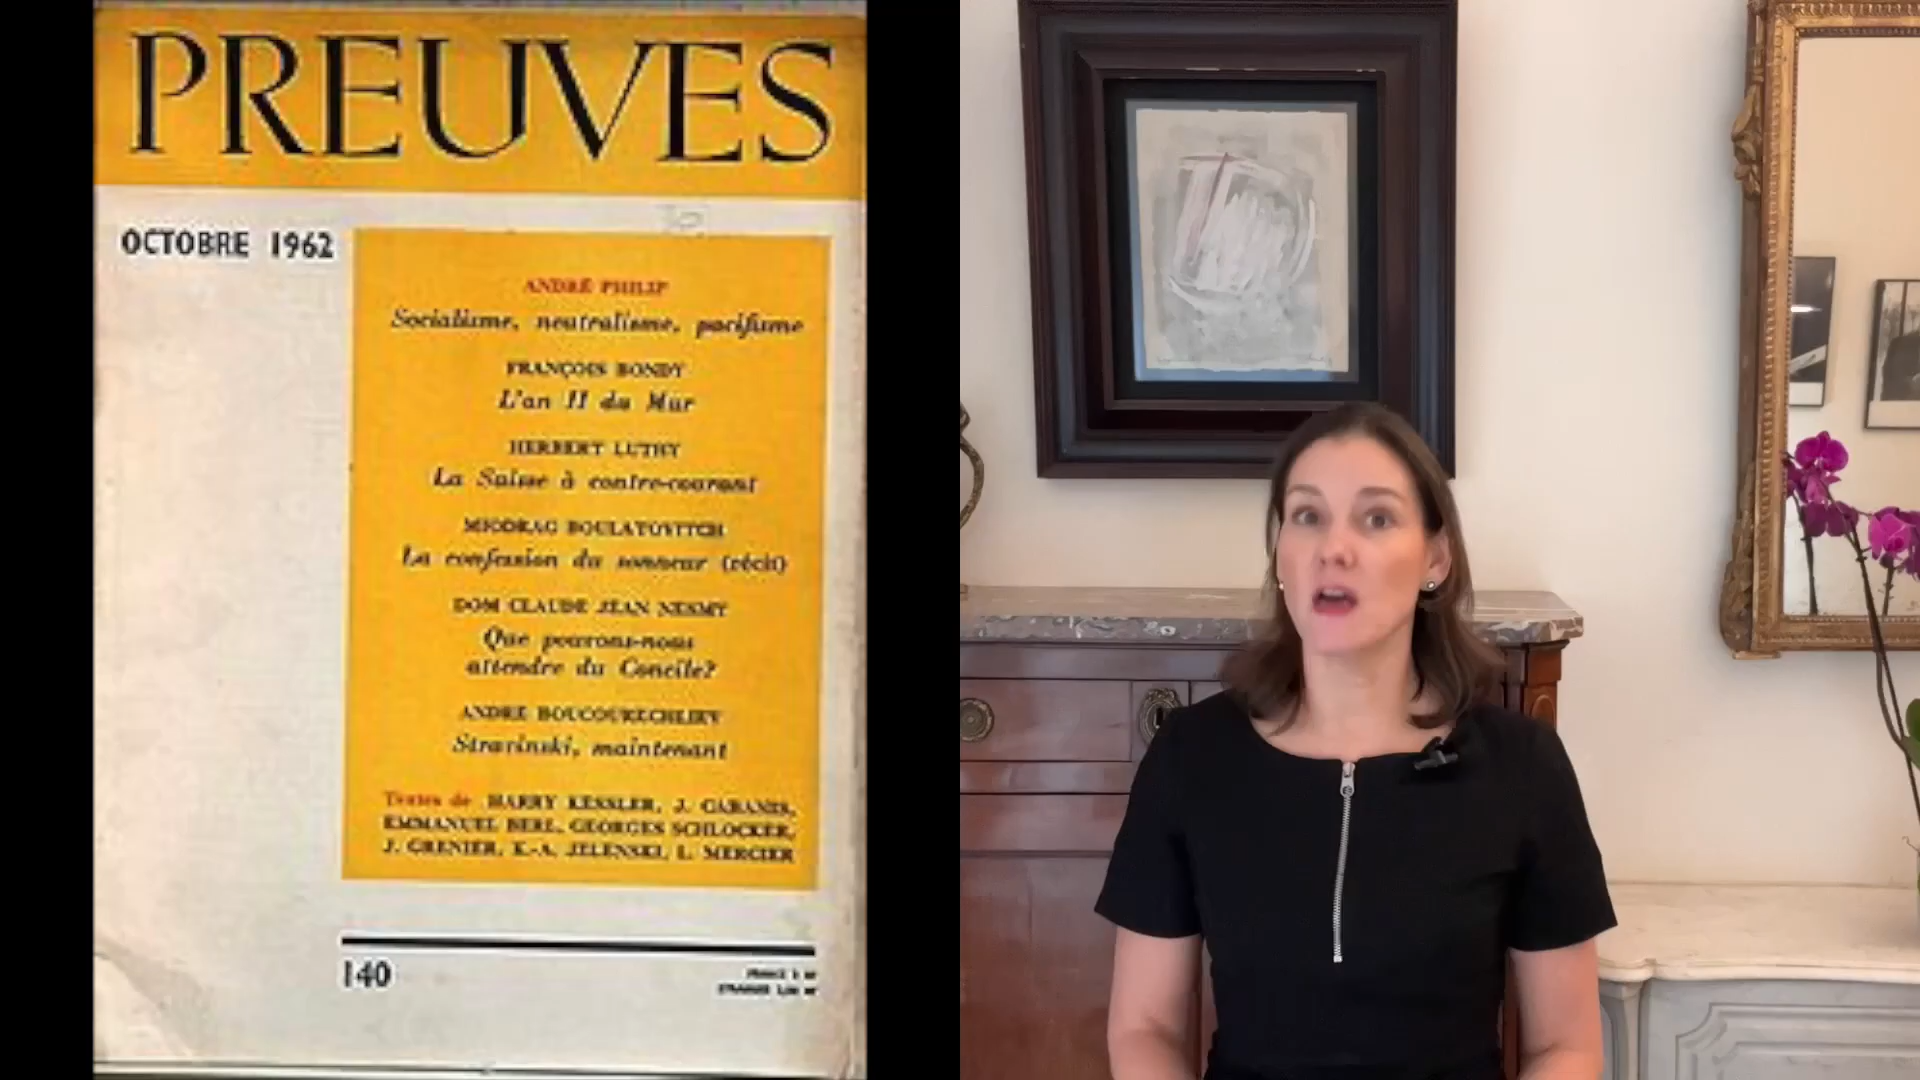 PREUVES
OCTOBRE 1962
ANDRÉ PHILIP
Socialisme, neutralisme, pacifisme
FRANÇOIS BONDY
L'an II du Mur
HERBERT LUTHY
La Suisse à contre-courant
MIODRAG BOULATOVITCH
La confession du sonneur (récit)
DOM CLAUDE JEAN NESMY
Que pouvons-nous
attendre du Concile?
ANDRÉ BOUCOURECHLIEV
Stravinski, maintenant
Textes de HARRY KESSLER, J. CABANIS,
EMMANUEL BERL, GEORGES SCHLOCKER,
J. GRENIER, K.-A. JELENSKI, L. MERCIER
140